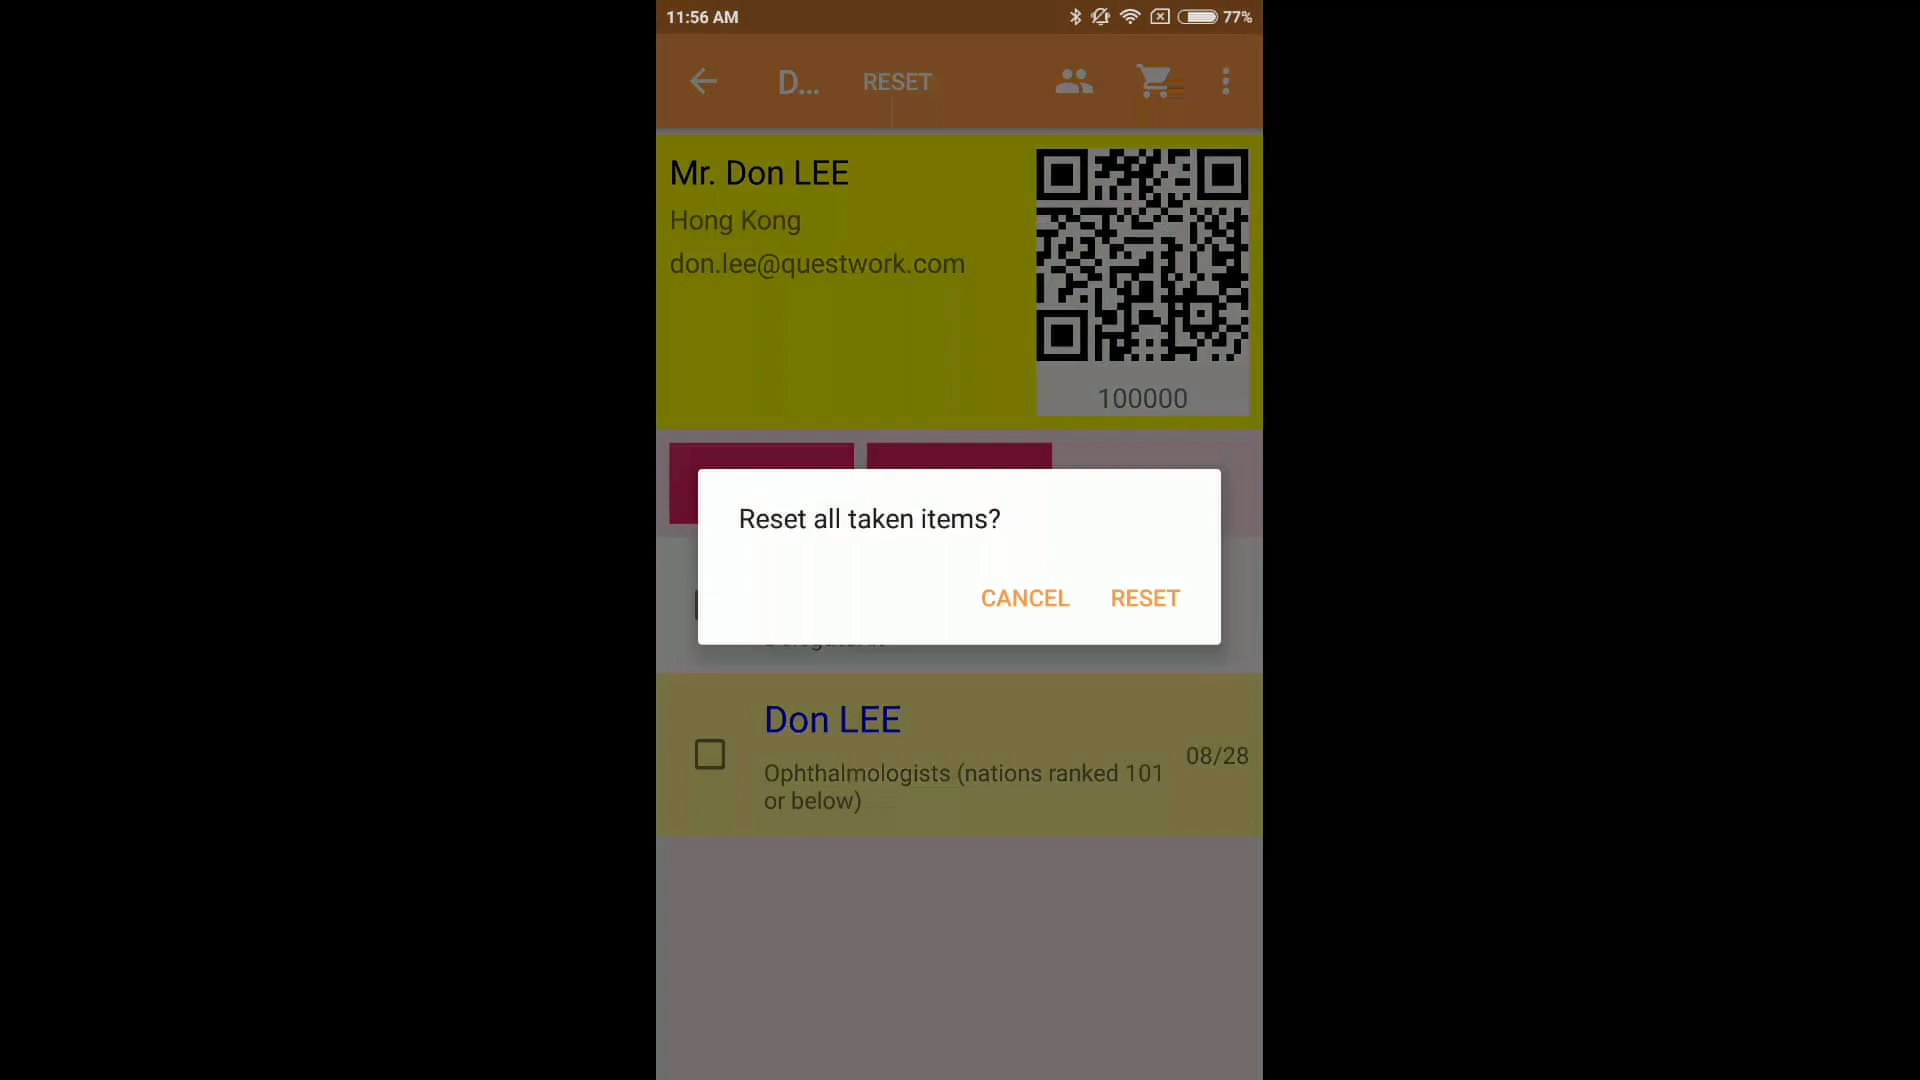 11:56 AM
77%
D...
RESET
Mr. Don LEE
Hong Kong
don.lee@questwork.com
100000
Reset all taken items?
CANCEL
RESET
Don LEE
08/28
Ophthalmologists (nations ranked 101
or below)